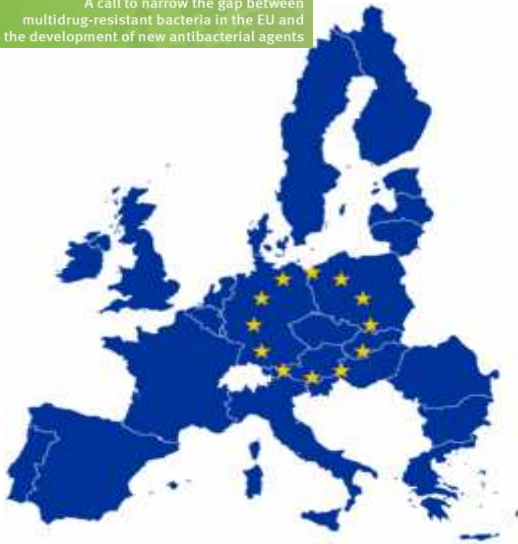 A call to narrow the gap between
multidrug-resistant bacteria in the EU and
the development of new antibacterial agents